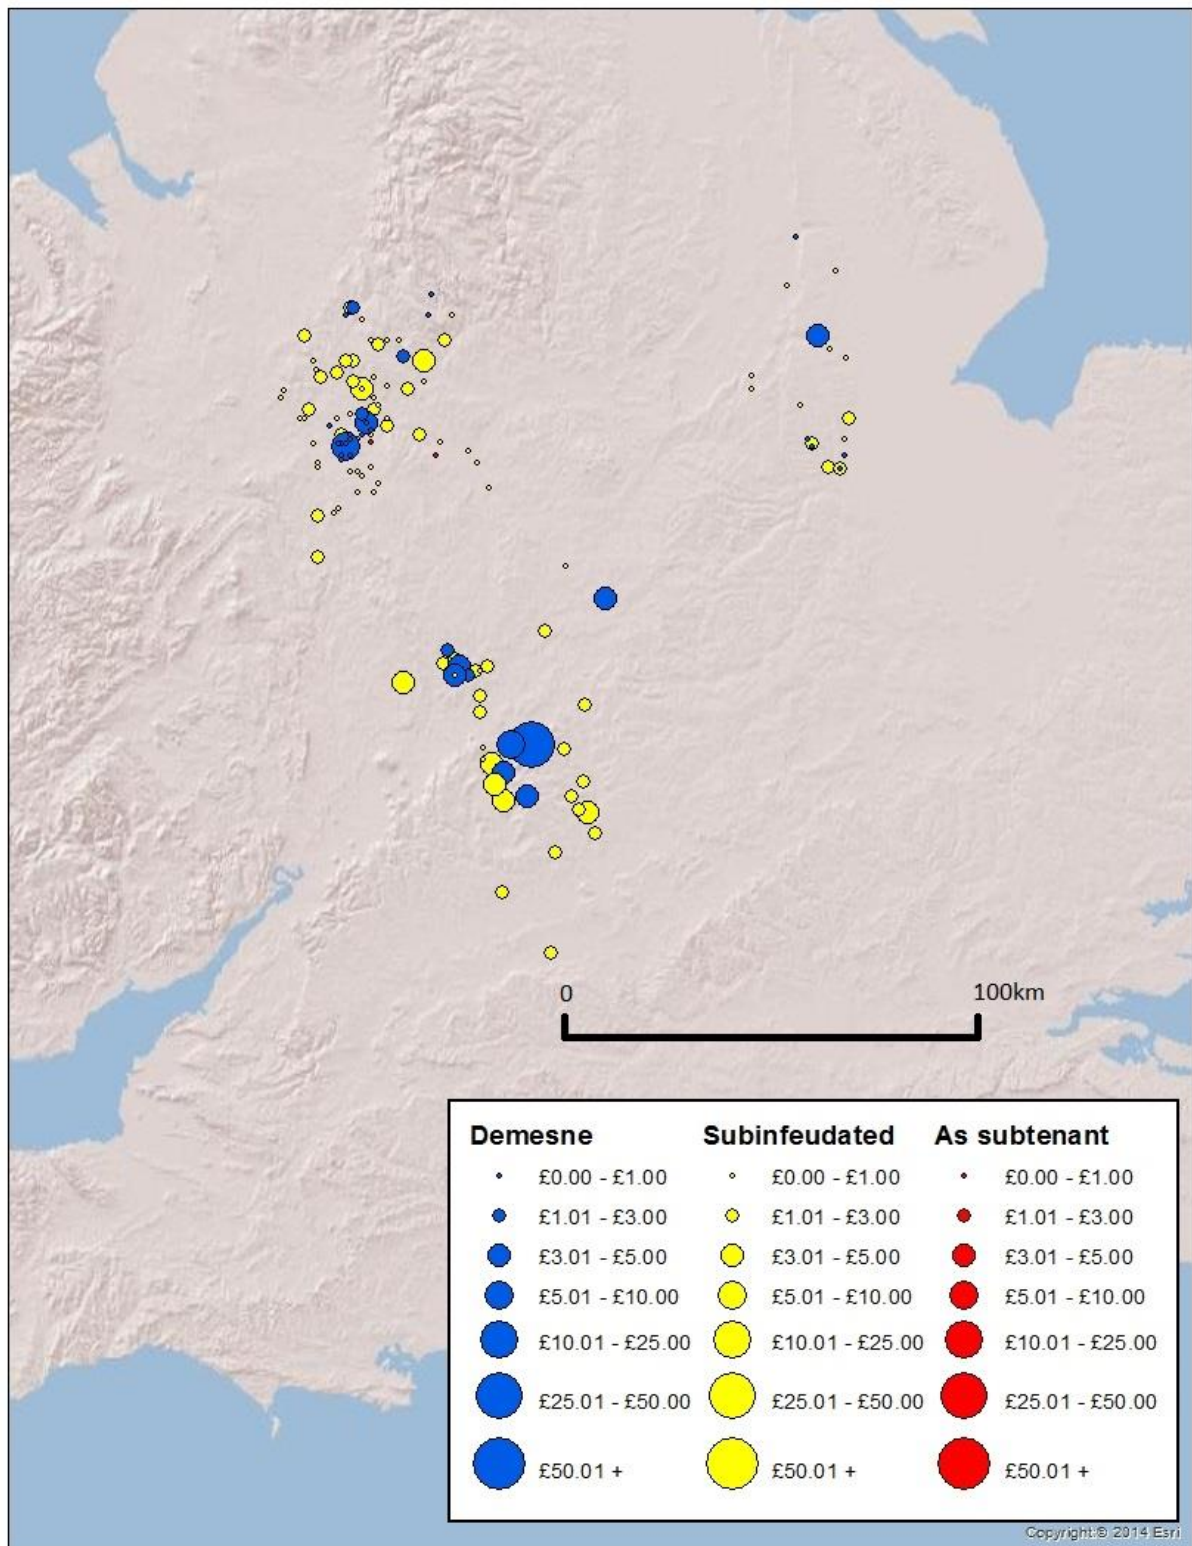 0 100km
Demesne Subinfeudated As subtenant
£0.00 - £1.00 £0.00 - £1.00 £0.00 - £1.00
£1.01 - £3.00 £1.01 - £3.00 £1.01 - £3.00
£3.01 - £5.00 £3.01 - £5.00 £3.01 - £5.00
£5.01 - £10.00 £5.01 - £10.00 £5.01 - £10.00
£10.01 - £25.00 £10.01 - £25.00 £10.01 - £25.00
£25.01 - £50.00 £25.01 - £50.00 £25.01 - £50.00
£50.01 + £50.01 + £50.01 +
Copyright:© 2014 Esri